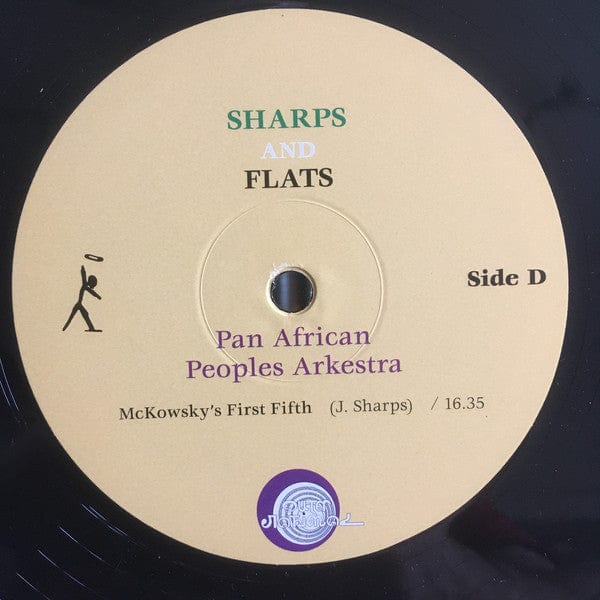 SHARPS
AND
FLATS
Side D
Pan African
Peoples Arkestra
McKowsky's First Fifth (J. Sharps) / 16.35